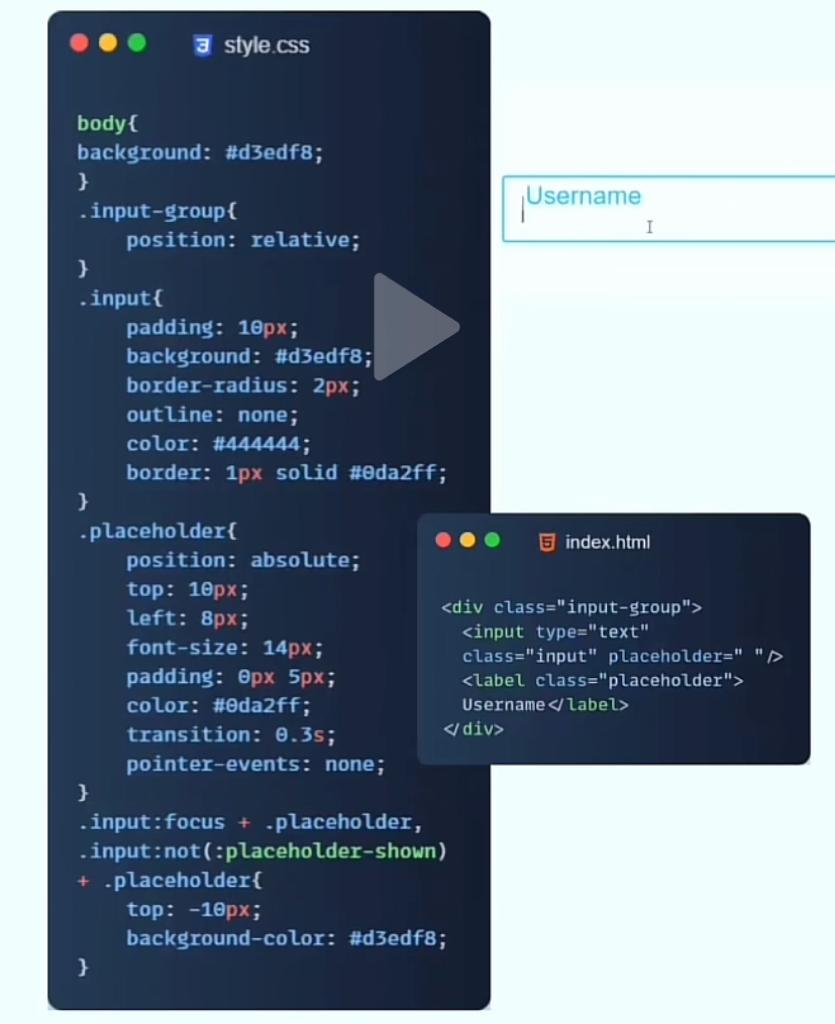 style.css
body{
background: #d3edf8;
}
.input-group{
position: relative;
}
.input{
padding: 10px;
background: #d3edf8;
border-radius: 2px;
outline: none;
color: #444444;
border: 1px solid #0da2ff;
}
.placeholder{
position: absolute;
top: 10px;
left: 8px;
font-size: 14px;
padding: 0px 5px;
color: #0da2ff;
transition: 0.3s;
pointer-events: none;
}
.input:focus + .placeholder,
.input:not(:placeholder-shown)
+ .placeholder{
top: -10px;
background-color: #d3edf8;
}
Username
index.html
<div class="input-group">
<input type="text"
class="input" placeholder=" "/>
<label class="placeholder">
Username</label>
</div>